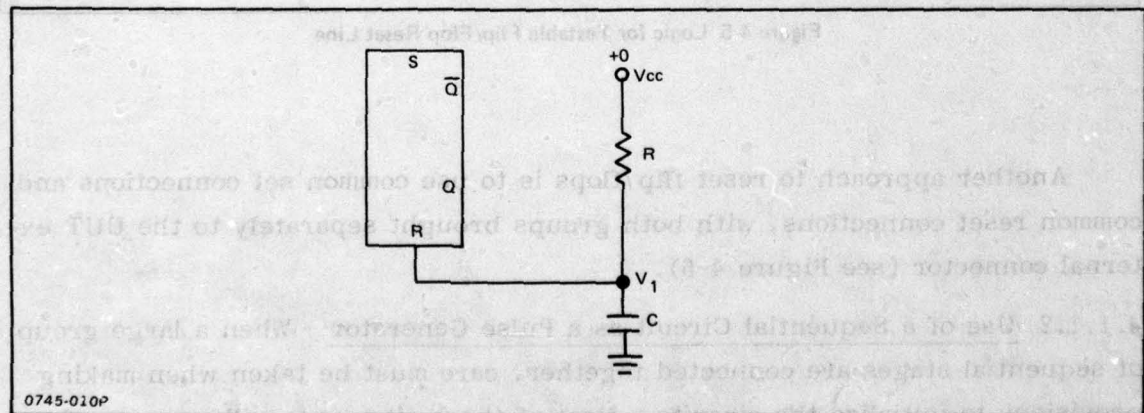 Figure 4-5. Logic for Testable Flip/Flop Reset Line
+0
S
Vcc
Q̅
R
Another approach to reset flip/flops is to use common set connections and
Q
common reset connections, with both groups brought separately to the UUT ex-
R
ternal connector (see Figure 4-6).
V1
C
4.1.1.2 Use of a Sequential Circuit as a Pulse Generator - When a large group
of sequential stages are connected together, care must be taken when making
0745-010P